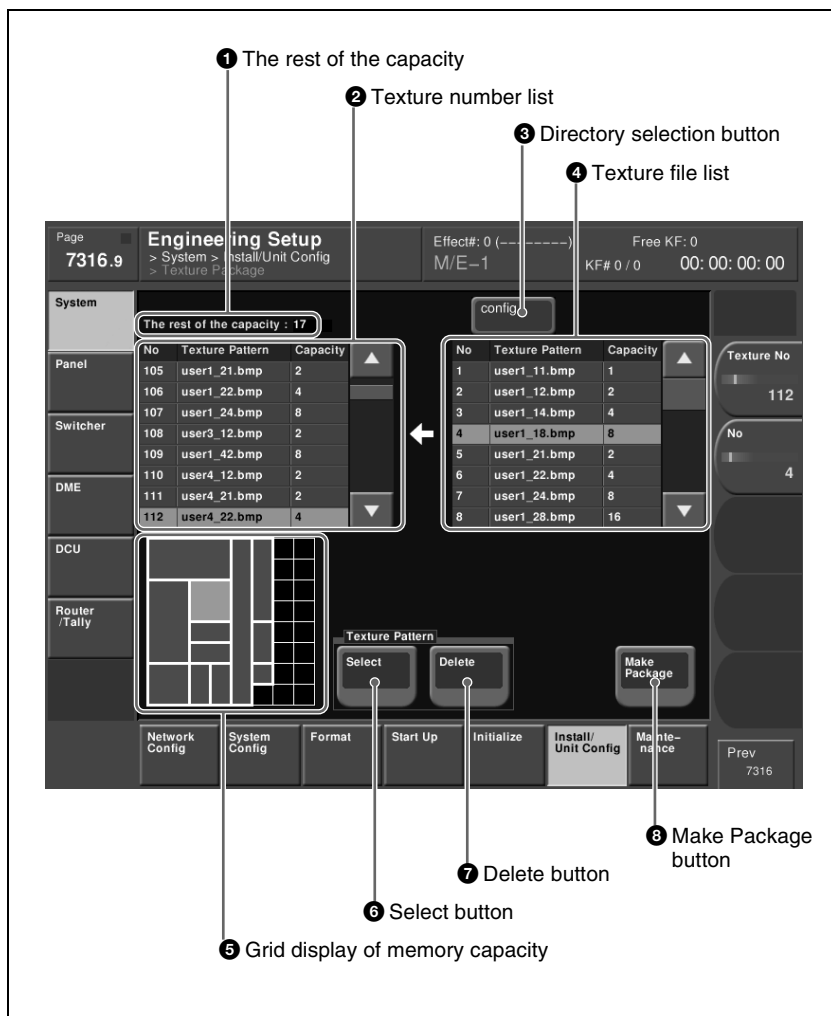 ❶ The rest of the capacity
❷ Texture number list
❸ Directory selection button
❹ Texture file list
Page
7316.9
Engineering Setup
> System > Install/Unit Config
> Texture Package
Effect#: 0 (--------)
Free KF: 0
M/E-1
KF# 0 / 0
00: 00: 00: 00
System
Panel
Switcher
DME
DCU
Router
/Tally
The rest of the capacity : 17
config
No Texture Pattern Capacity
105 user1_21.bmp 2
106 user1_22.bmp 4
107 user1_24.bmp 8
108 user3_12.bmp 2
109 user1_42.bmp 8
110 user4_12.bmp 2
111 user4_21.bmp 2
112 user4_22.bmp 4
No Texture Pattern Capacity
1 user1_11.bmp 1
2 user1_12.bmp 2
3 user1_14.bmp 4
4 user1_18.bmp 8
5 user1_21.bmp 2
6 user1_22.bmp 4
7 user1_24.bmp 8
8 user1_28.bmp 16
Texture No
112
No
4
Texture Pattern
Select
Delete
Make
Package
Network
Config
System
Config
Format
Start Up
Initialize
Install/
Unit Config
Mainte-
nance
Prev
7316
❽ Make Package
button
❼ Delete button
❻ Select button
❺ Grid display of memory capacity